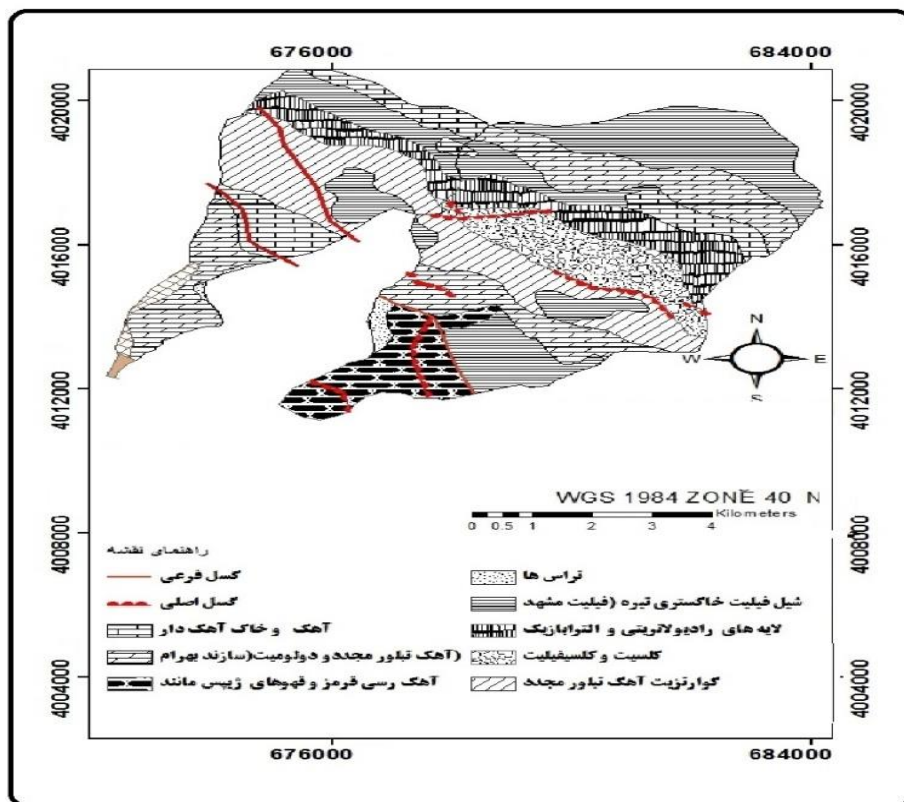 676000 684000
4020000 4020000
4016000 4016000
N
W E
S
4012000 4012000
WGS 1984 ZONE 40 N
Kilometers
0 0.5 1 2 3 4
4008000 4008000
راهنمای نقشه
گسل فرعی
تراس ها
گسل اصلی
شیل فیلیت خاکستری تیره (فیلیت مشهد
آهک و خاک آهک دار
لایه های رادیولاریتی و الترابازیک
(آهک تبلور مجدد و دولومیت(سازند بهرام
کلسیت و کلسیفیلیت
آهک رسی قرمز و قهوهای ژیپس مانند
کوارتزیت آهک تبلور مجدد
4004000 4004000
676000 684000